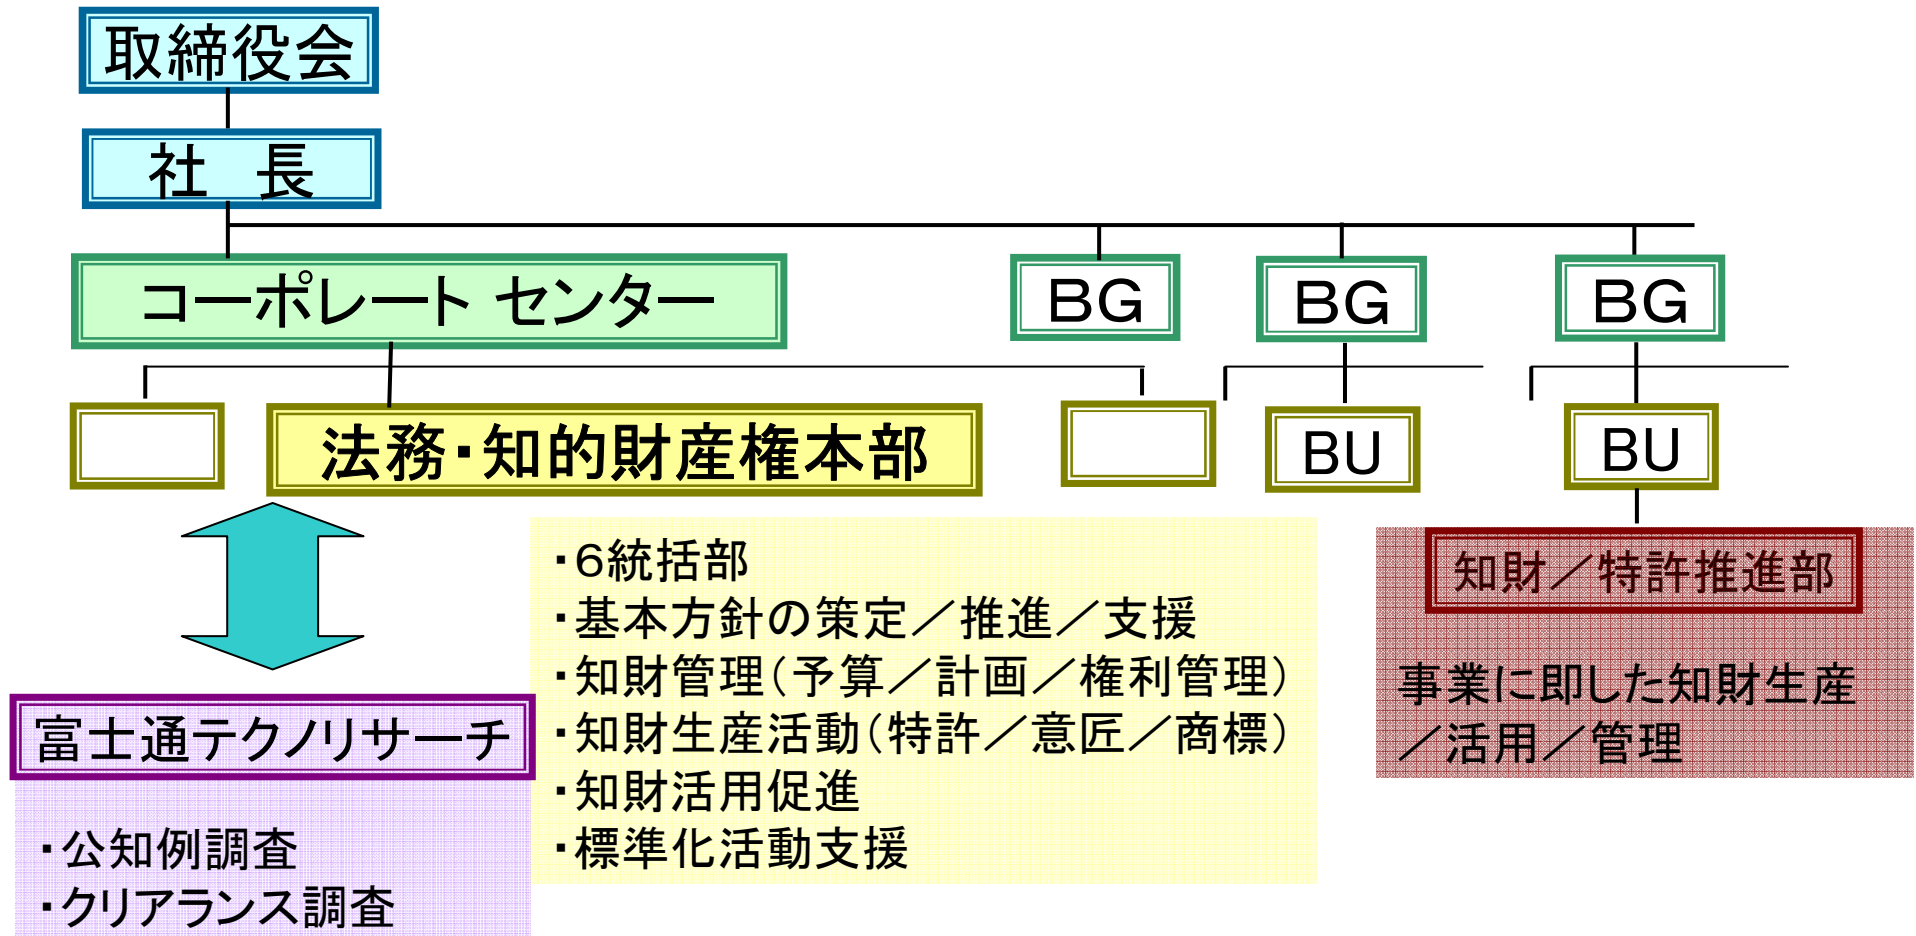 取締役会
社　長
コーポレート センター
BG
BG
BG
法務・知的財産権本部
BU
BU
・6統括部
・基本方針の策定／推進／支援
・知財管理(予算／計画／権利管理)
・知財生産活動(特許／意匠／商標)
・知財活用促進
・標準化活動支援
知財／特許推進部
事業に即した知財生産
／活用／管理
富士通テクノリサーチ
・公知例調査
・クリアランス調査